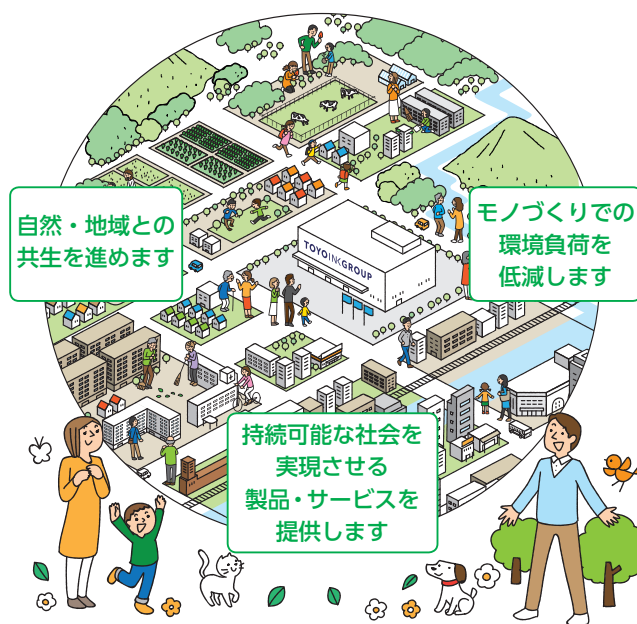 自然・地域との
共生を進めます
モノづくりでの
環境負荷を
低減します
TOYOINKGROUP
持続可能な社会を
実現させる
製品・サービスを
提供します